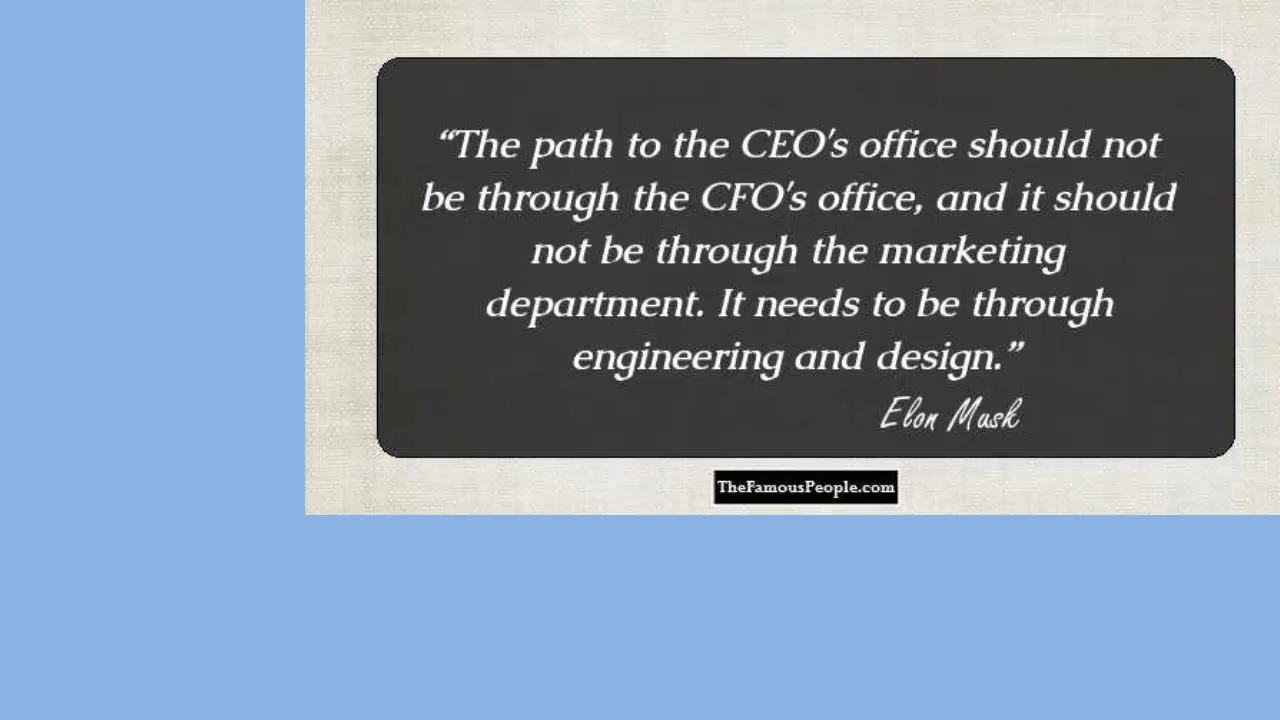 “The path to the CEO's office should not
be through the CFO's office, and it should
not be through the marketing
department. It needs to be through
engineering and design.”
Elon Musk
TheFamousPeople.com